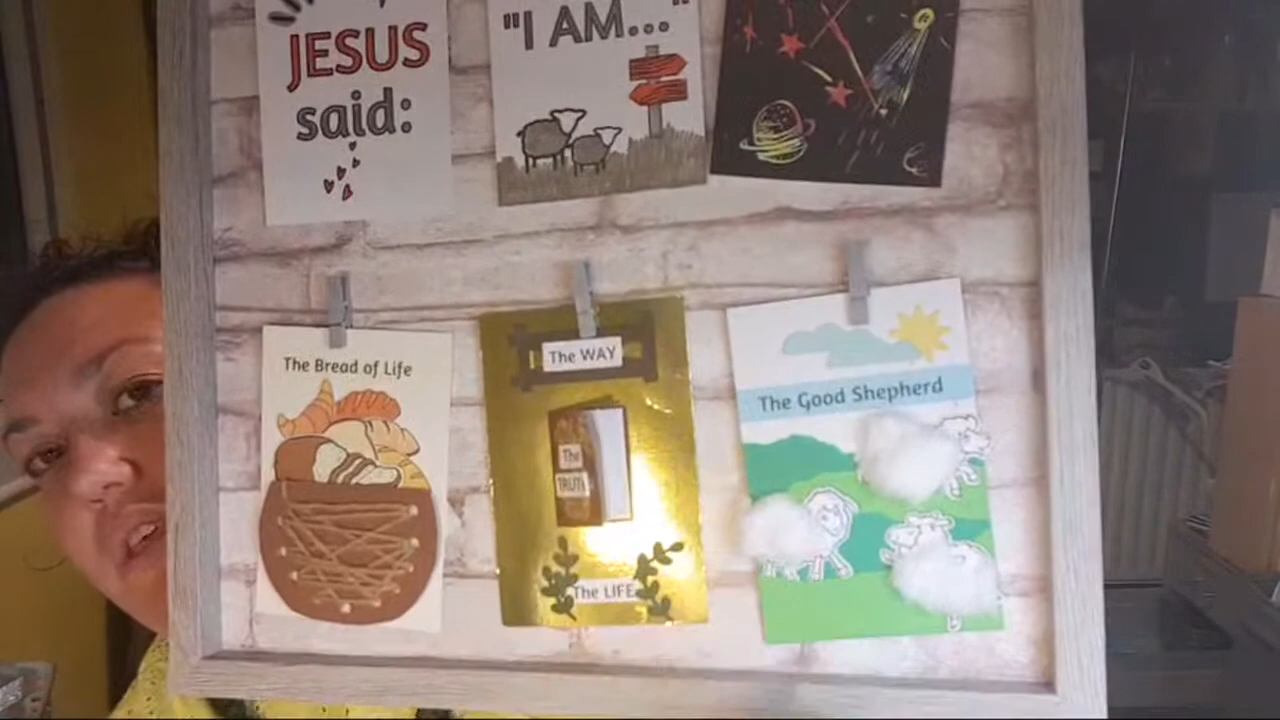 JESUS
said:
"I AM..."
The Bread of Life
The WAY
The
TRUTH
The LIFE
The Good Shepherd